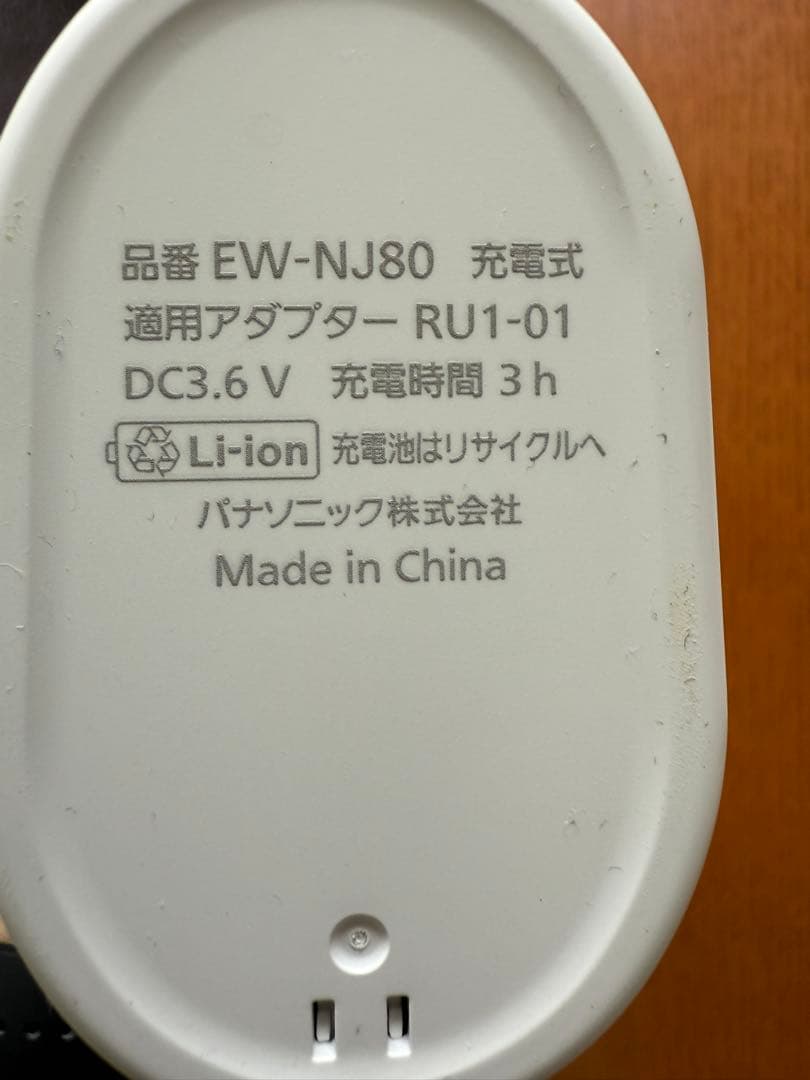 品番 EW-NJ80 充電式
適用アダプター RU1-01
DC3.6 V 充電時間 3 h
Li-ion 充電池はリサイクルへ
パナソニック株式会社
Made in China